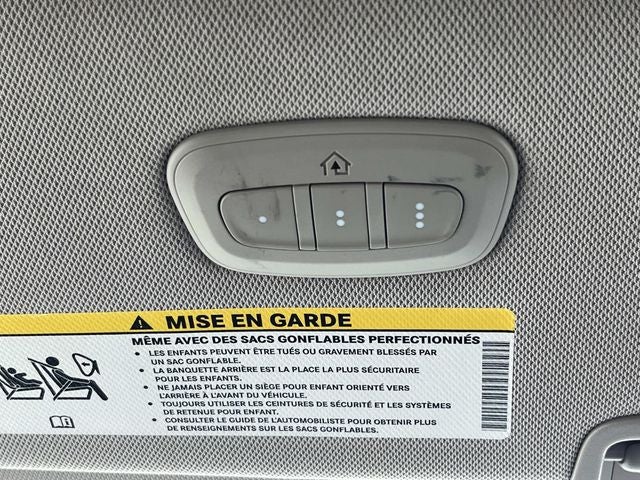 MISE EN GARDE
MÊME AVEC DES SACS GONFLABLES PERFECTIONNÉS
• LES ENFANTS PEUVENT ÊTRE TUÉS OU GRAVEMENT BLESSÉS PAR
UN SAC GONFLABLE.
• LA BANQUETTE ARRIÈRE EST LA PLACE LA PLUS SÉCURITAIRE
POUR LES ENFANTS.
• NE JAMAIS PLACER UN SIÈGE POUR ENFANT ORIENTÉ VERS
L'ARRIÈRE À L'AVANT DU VÉHICULE.
• TOUJOURS UTILISER LES CEINTURES DE SÉCURITÉ ET LES SYSTÈMES
DE RETENUE POUR ENFANT.
• CONSULTER LE GUIDE DE L'AUTOMOBILISTE POUR OBTENIR PLUS
DE RENSEIGNEMENTS SUR LES SACS GONFLABLES.